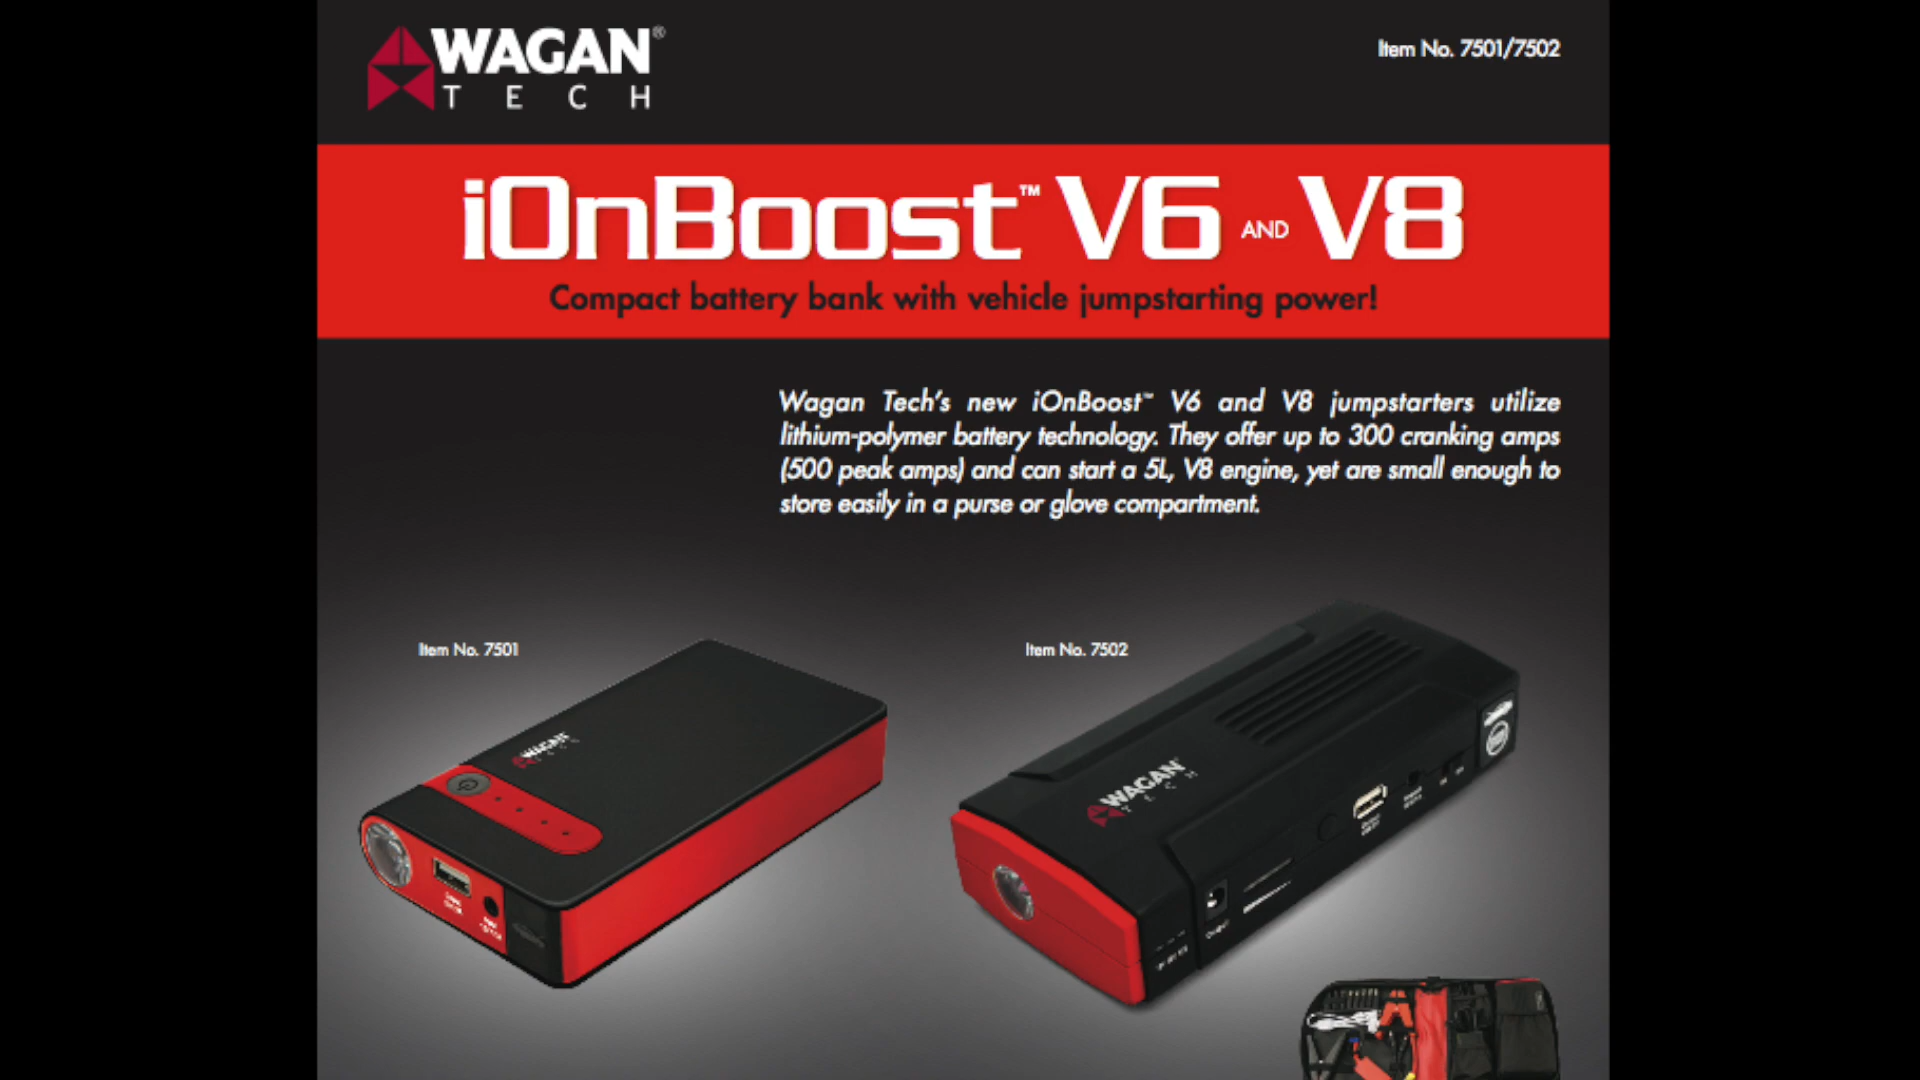 WAGAN®
TECH
Item No. 7501/7502
iOnBoost™ V6 AND V8
Compact battery bank with vehicle jumpstarting power!
Wagan Tech's new iOnBoost™ V6 and V8 jumpstarters utilize
lithium-polymer battery technology. They offer up to 300 cranking amps
(500 peak amps) and can start a 5L, V8 engine, yet are small enough to
store easily in a purse or glove compartment.
Item No. 7501
Item No. 7502
WAGAN
TECH
WAGAN
TECH